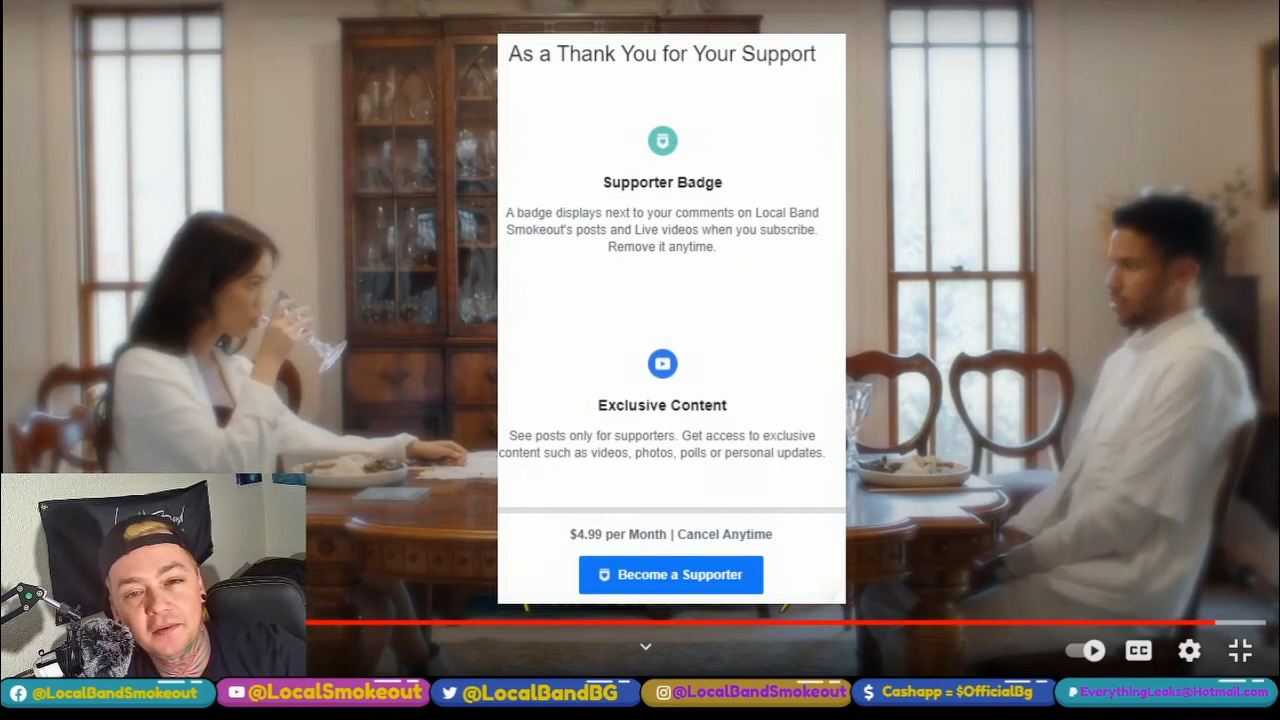 As a Thank You for Your Support
Supporter Badge
A badge displays next to your comments on Local Band
Smokeout's posts and Live videos when you subscribe.
Remove it anytime.
Exclusive Content
See posts only for supporters. Get access to exclusive
content such as videos, photos, polls or personal updates.
$4.99 per Month | Cancel Anytime
Become a Supporter
CC
@LocalBandSmokeout
@LocalSmokeout
@LocalBandBG
@LocalBandSmokeout
$ Cashapp = $OfficialBg
EverythingLeaks@Hotmail.com